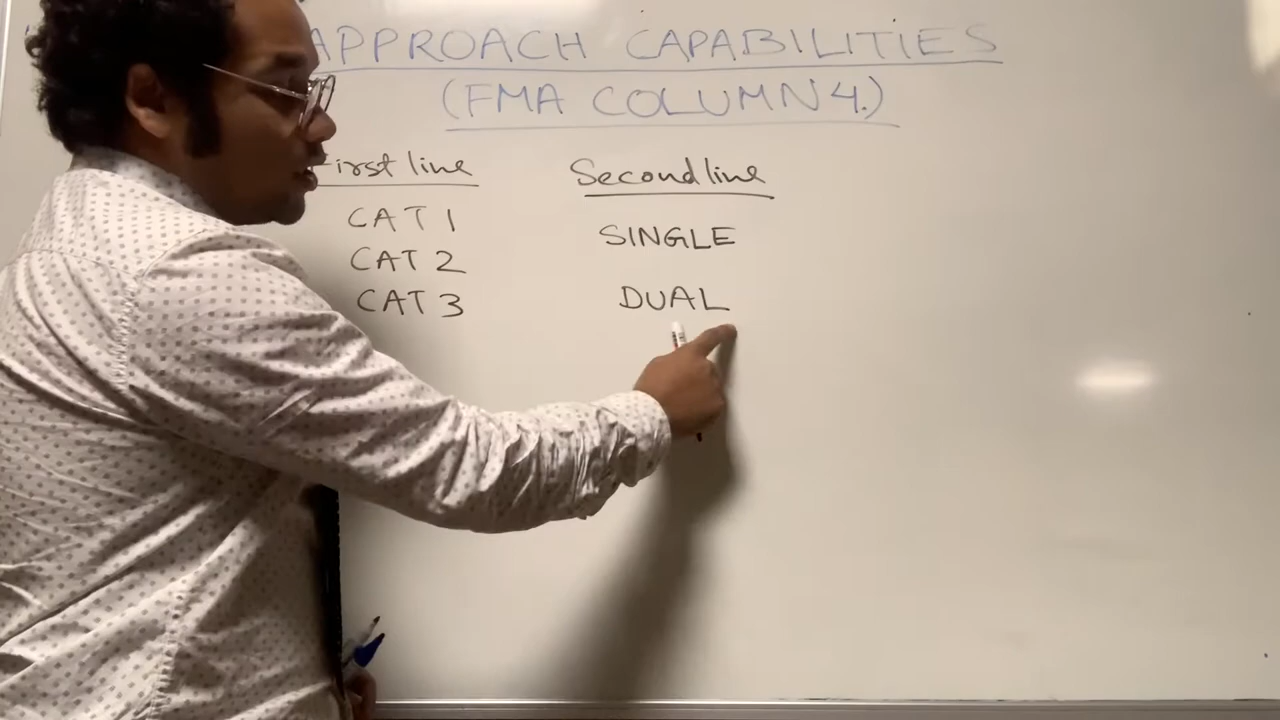 APPROACH CAPABILITIES
(FMA COLUMN 4.)
First line
CAT 1
CAT 2
CAT 3
Second line
SINGLE
DUAL